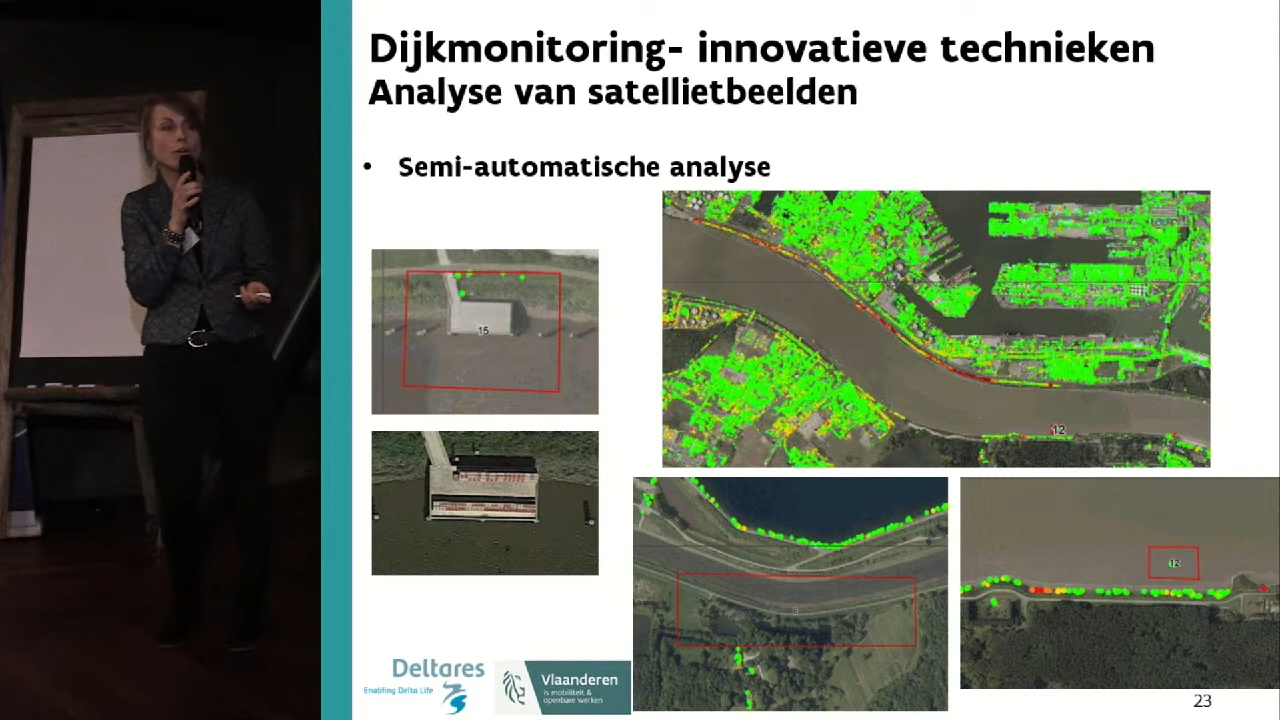 Dijkmonitoring- innovatieve technieken
Analyse van satellietbeelden
• Semi-automatische analyse
15
12
12
Deltares
Enabling Delta Life
Vlaanderen
is mobiliteit &
openbare werken
23